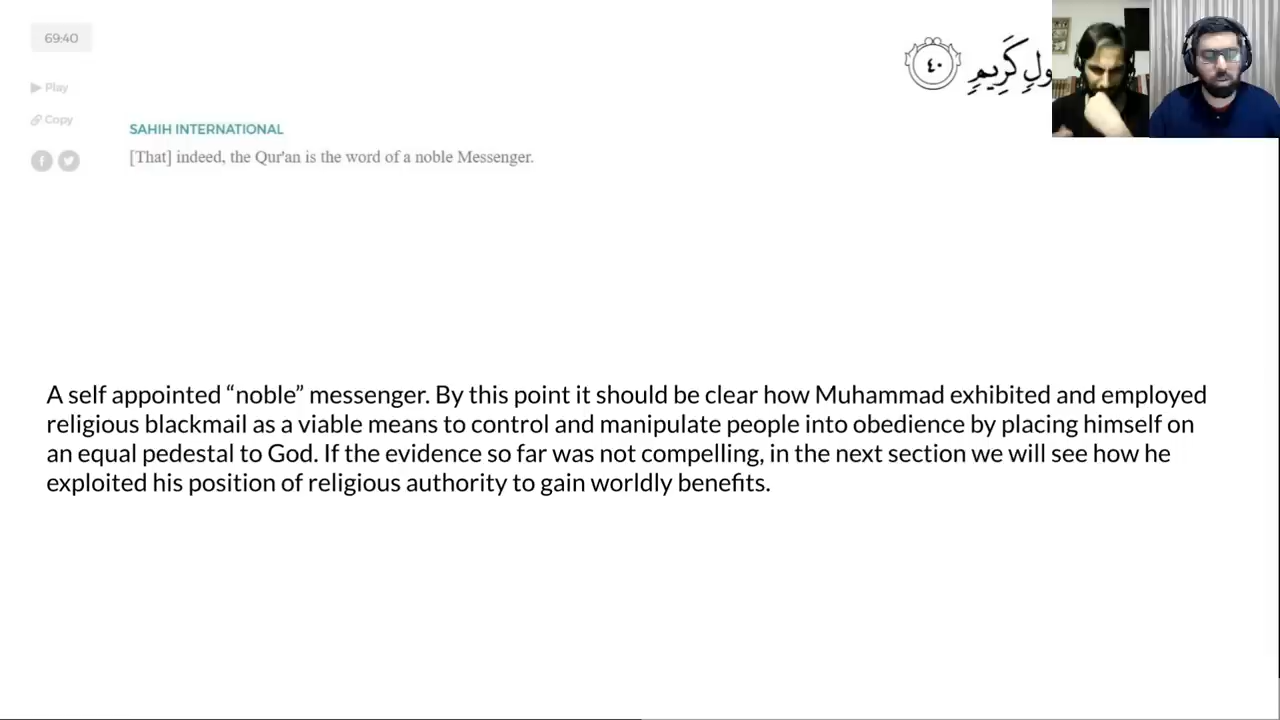 69:40
ولٍ كَرِيمٍ ٤٠
Play
Copy
SAHIH INTERNATIONAL
[That] indeed, the Qur'an is the word of a noble Messenger.
A self appointed “noble” messenger. By this point it should be clear how Muhammad exhibited and employed
religious blackmail as a viable means to control and manipulate people into obedience by placing himself on
an equal pedestal to God. If the evidence so far was not compelling, in the next section we will see how he
exploited his position of religious authority to gain worldly benefits.